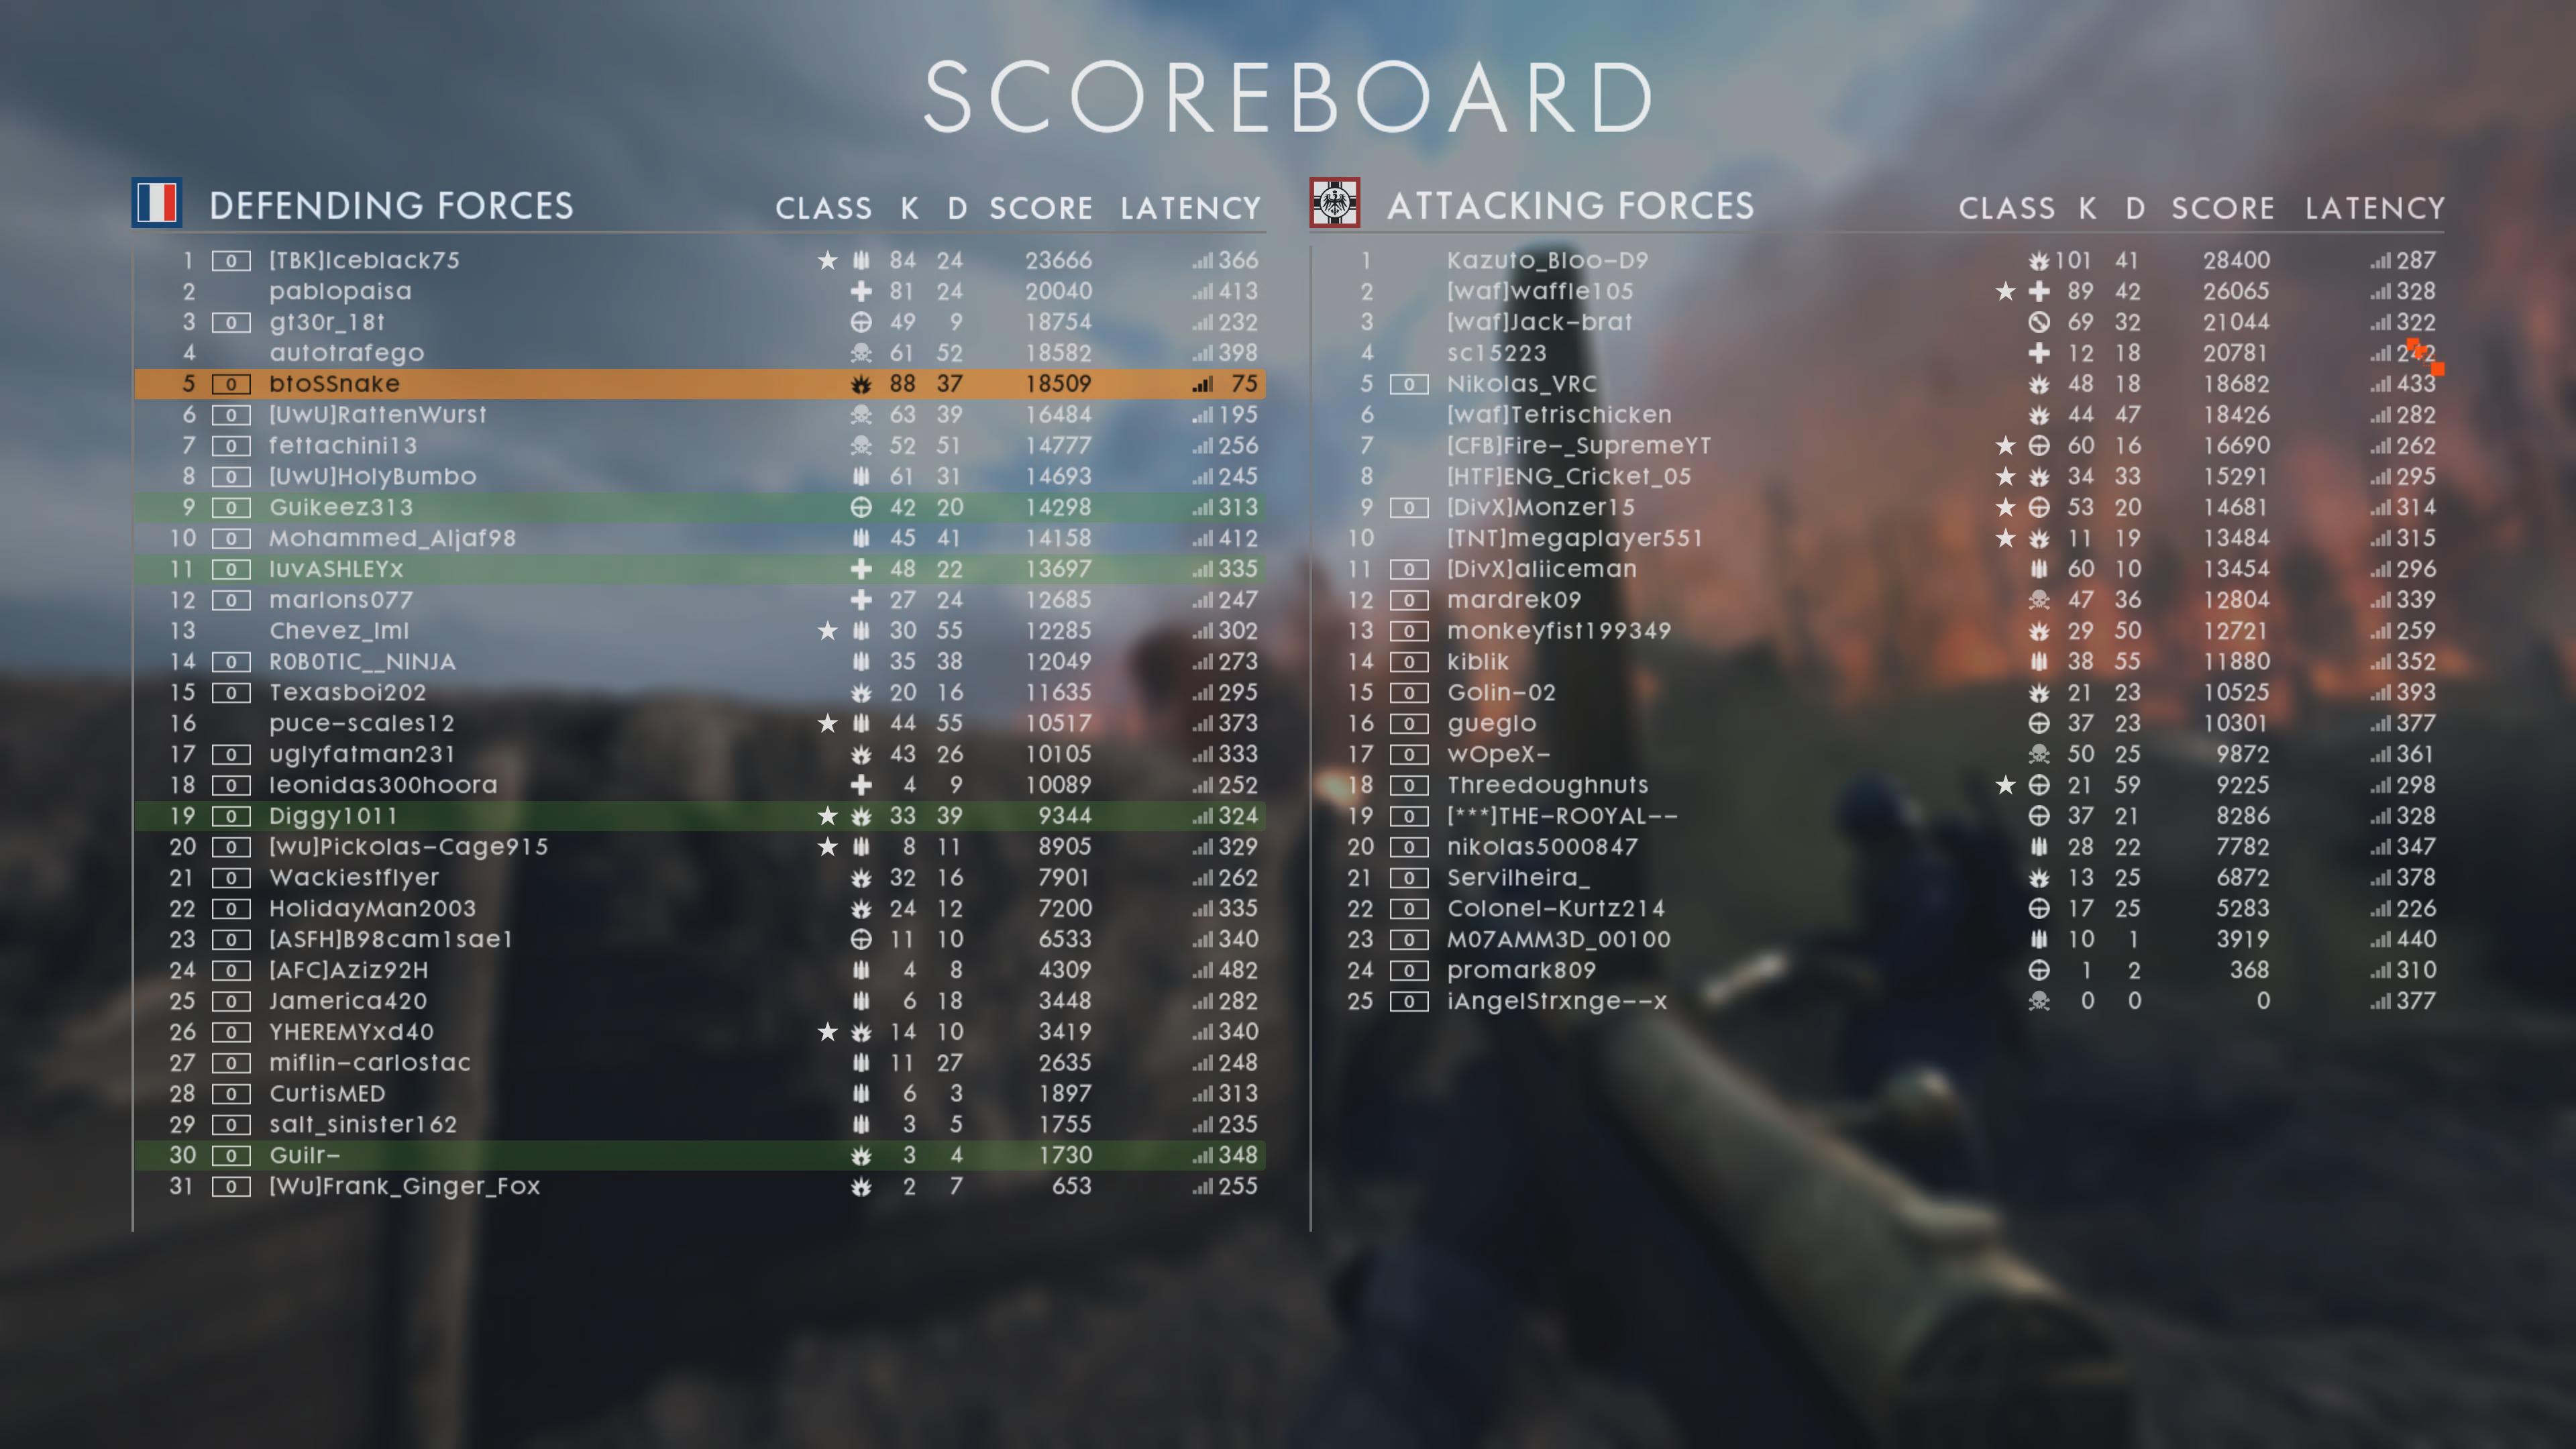 SCOREBOARD
DEFENDING FORCES CLASS K D SCORE LATENCY
1 0 [TBK]Iceblack75 84 24 23666 366
2 pablopaisa 81 24 20040 413
3 0 gt30r_18t 49 9 18754 232
4 autotrafego 61 52 18582 398
5 0 btoSSnake 88 37 18509 75
6 0 [UwU]RattenWurst 63 39 16484 195
7 0 fettachini13 52 51 14777 256
8 0 [UwU]HolyBumbo 61 31 14693 245
9 0 Guikeez313 42 20 14298 313
10 0 Mohammed_Aljaf98 45 41 14158 412
11 0 luvASHLEYx 48 22 13697 335
12 0 marlons077 27 24 12685 247
13 Chevez_lml 30 55 12285 302
14 0 R0B0TIC__NINJA 35 38 12049 273
15 0 Texasboi202 20 16 11635 295
16 puce-scales12 44 55 10517 373
17 0 uglyfatman231 43 26 10105 333
18 0 leonidas300hoora 4 9 10089 252
19 0 Diggy1011 33 39 9344 324
20 0 [wu]Pickolas-Cage915 8 11 8905 329
21 0 Wackiestflyer 32 16 7901 262
22 0 HolidayMan2003 24 12 7200 335
23 0 [ASFH]B98cam1sae1 11 10 6533 340
24 0 [AFC]Aziz92H 4 8 4309 482
25 0 Jamerica420 6 18 3448 282
26 0 YHEREMYxd40 14 10 3419 340
27 0 miflin-carlostac 11 27 2635 248
28 0 CurtisMED 6 3 1897 313
29 0 salt_sinister162 3 5 1755 235
30 0 Guilr- 3 4 1730 348
31 0 [Wu]Frank_Ginger_Fox 2 7 653 255
ATTACKING FORCES CLASS K D SCORE LATENCY
1 Kazuto_Bloo-D9 101 41 28400 287
2 [waf]waffle105 89 42 26065 328
3 [waf]Jack-brat 69 32 21044 322
4 sc15223 12 18 20781
5 0 Nikolas_VRC 48 18 18682 433
6 [waf]Tetrischicken 44 47 18426 282
7 [CFB]Fire-_SupremeYT 60 16 16690 262
8 [HTF]ENG_Cricket_05 34 33 15291 295
9 0 [DivX]Monzer15 53 20 14681 314
10 [TNT]megaplayer551 11 19 13484 315
11 0 [DivX]aliiceman 60 10 13454 296
12 0 mardrek09 47 36 12804 339
13 0 monkeyfist199349 29 50 12721 259
14 0 kiblik 38 55 11880 352
15 0 Golin-02 21 23 10525 393
16 0 gueglo 37 23 10301 377
17 0 wOpeX- 50 25 9872 361
18 0 Threedoughnuts 21 59 9225 298
19 0 [***]THE-RO0YAL-- 37 21 8286 328
20 0 nikolas5000847 28 22 7782 347
21 0 Servilheira_ 13 25 6872 378
22 0 Colonel-Kurtz214 17 25 5283 226
23 0 M07AMM3D_00100 10 1 3919 440
24 0 promark809 1 2 368 310
25 0 iAngelStrxnge--x 0 0 0 377